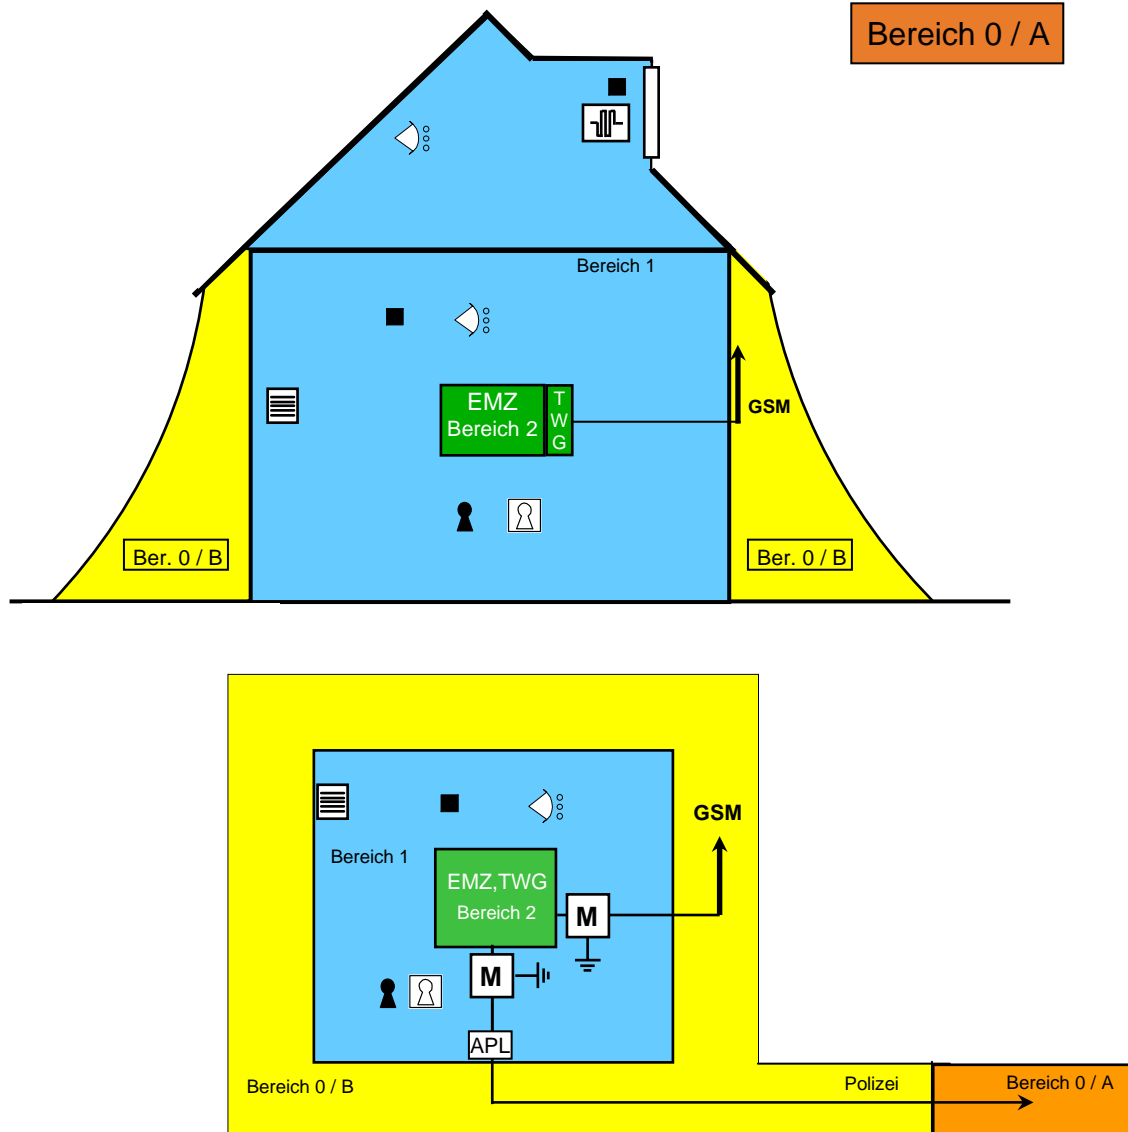 Bereich 0 / A
Bereich 1
EMZ
Bereich 2
T
W
G
GSM
Ber. 0 / B
Ber. 0 / B
GSM
Bereich 1
EMZ,TWG
Bereich 2
M
M
APL
Bereich 0 / B
Polizei
Bereich 0 / A